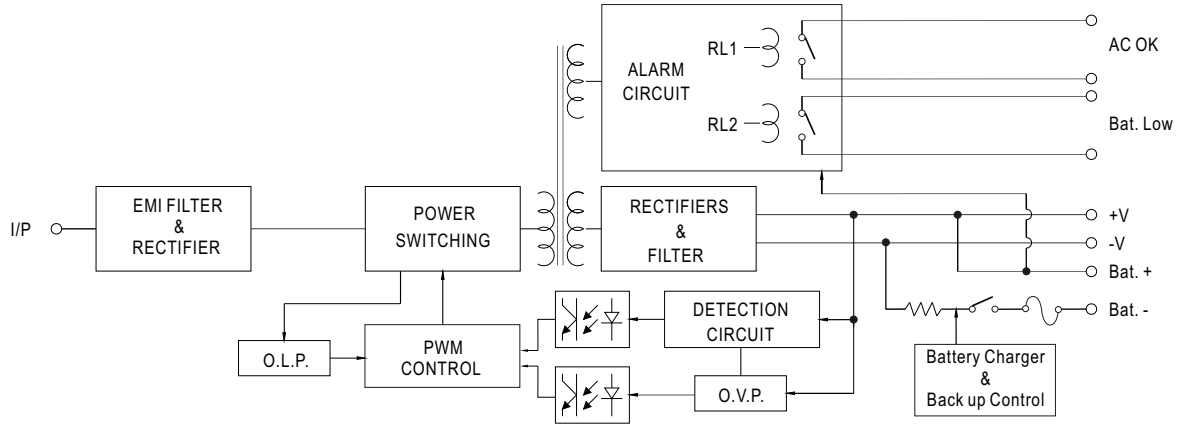 RL1
AC OK
ALARM
CIRCUIT
RL2
Bat. Low
I/P
EMI FILTER
&
RECTIFIER
POWER
SWITCHING
RECTIFIERS
&
FILTER
+V
-V
Bat. +
Bat. -
DETECTION
CIRCUIT
O.L.P.
PWM
CONTROL
O.V.P.
Battery Charger
&
Back up Control